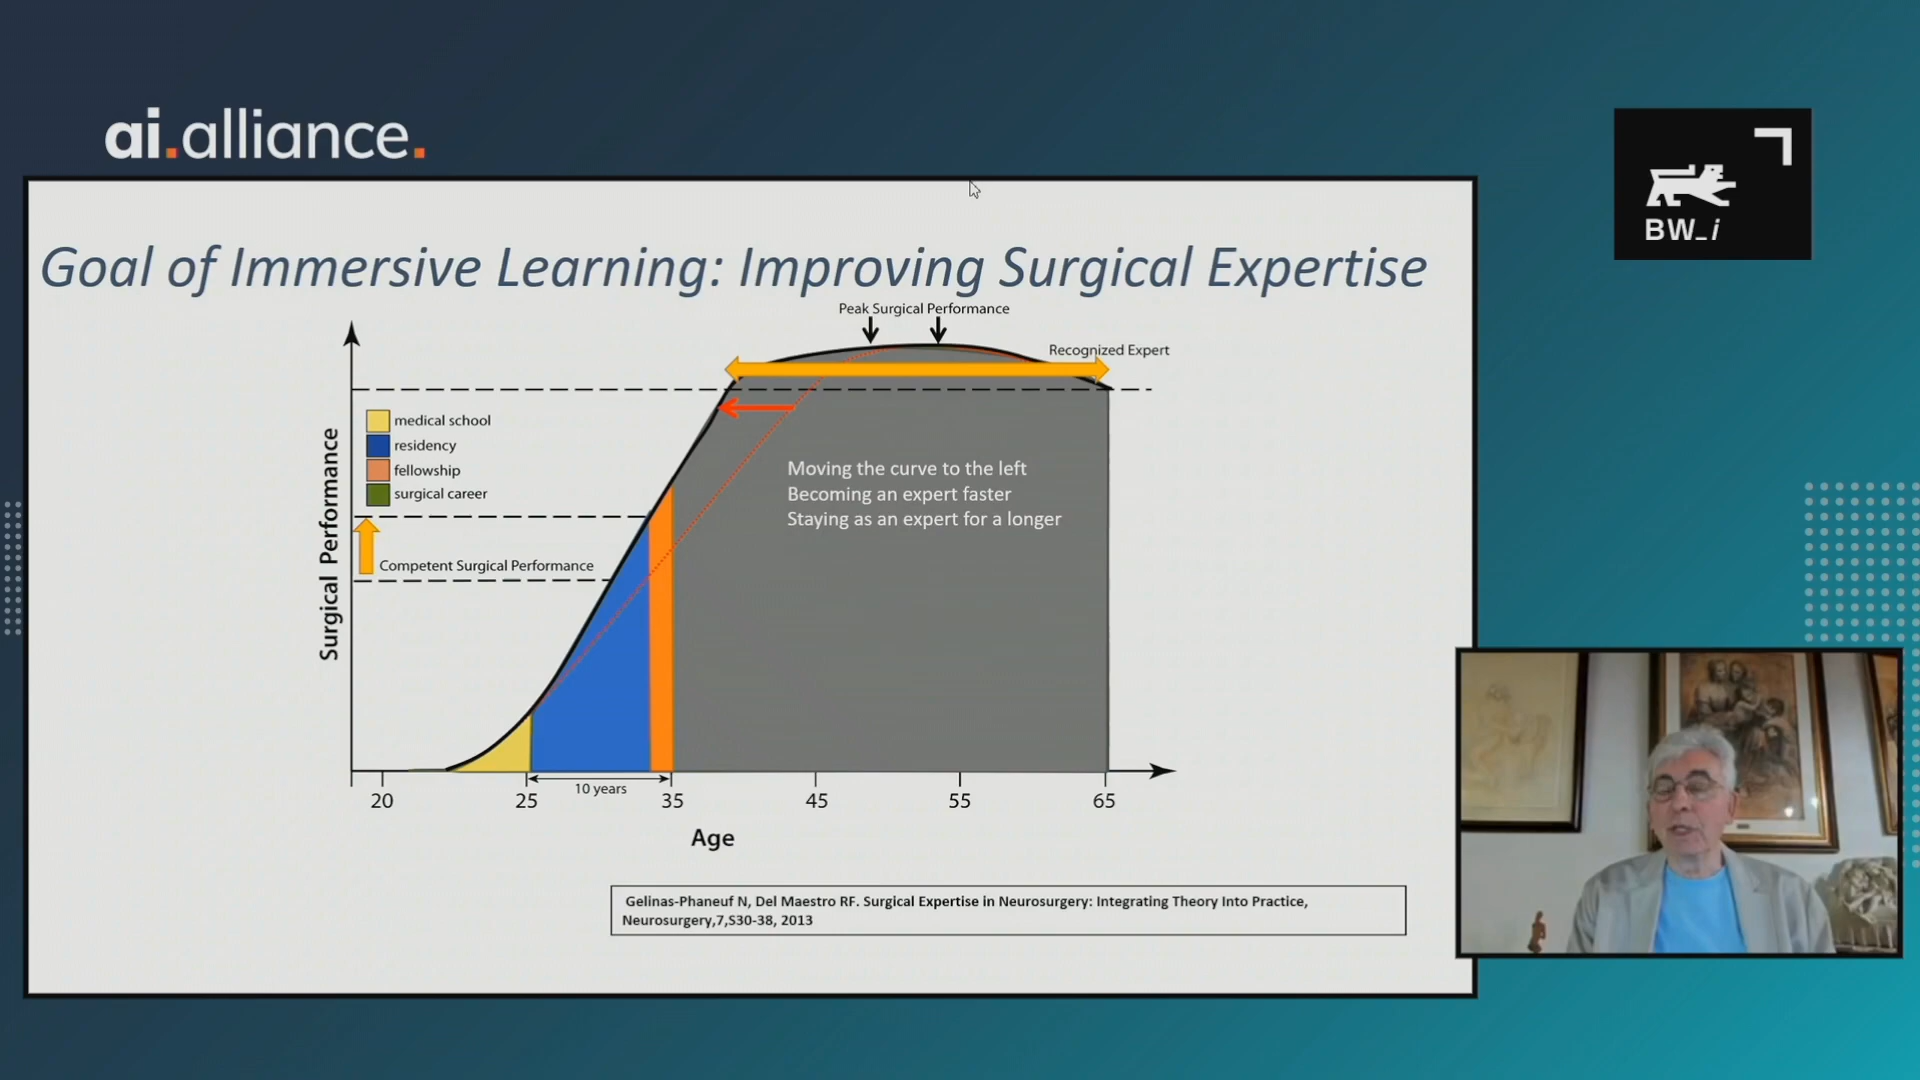 ai.alliance.
BW_i
Goal of Immersive Learning: Improving Surgical Expertise
Peak Surgical Performance
Recognized Expert
medical school
residency
fellowship
surgical career
Surgical Performance
Competent Surgical Performance
Moving the curve to the left
Becoming an expert faster
Staying as an expert for a longer
10 years
20 25 35 45 55 65
Age
Gelinas-Phaneuf N, Del Maestro RF. Surgical Expertise in Neurosurgery: Integrating Theory Into Practice,
Neurosurgery,7,S30-38, 2013